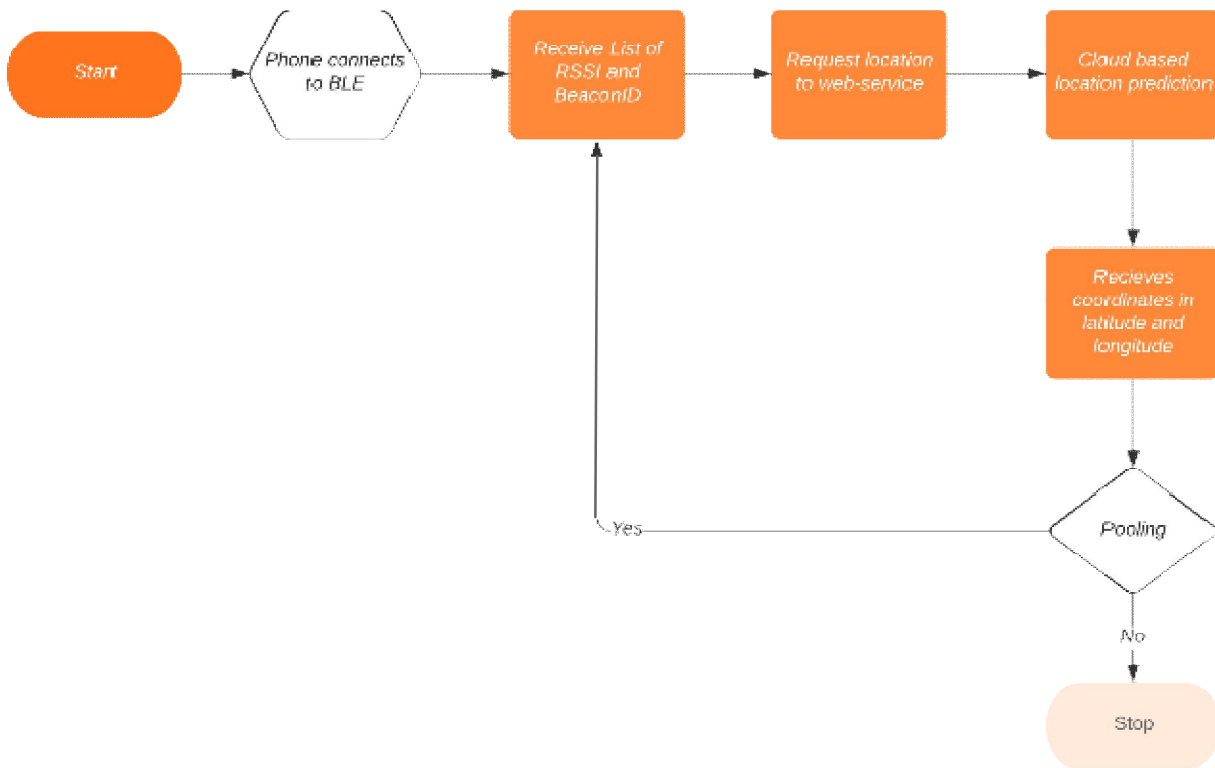 Start
Phone connects
to BLE
Receive List of
RSSI and
BeaconID
Request location
to web-service
Cloud based
location prediction
Recieves
coordinates in
latitude and
longitude
Pooling
Yes
No
Stop